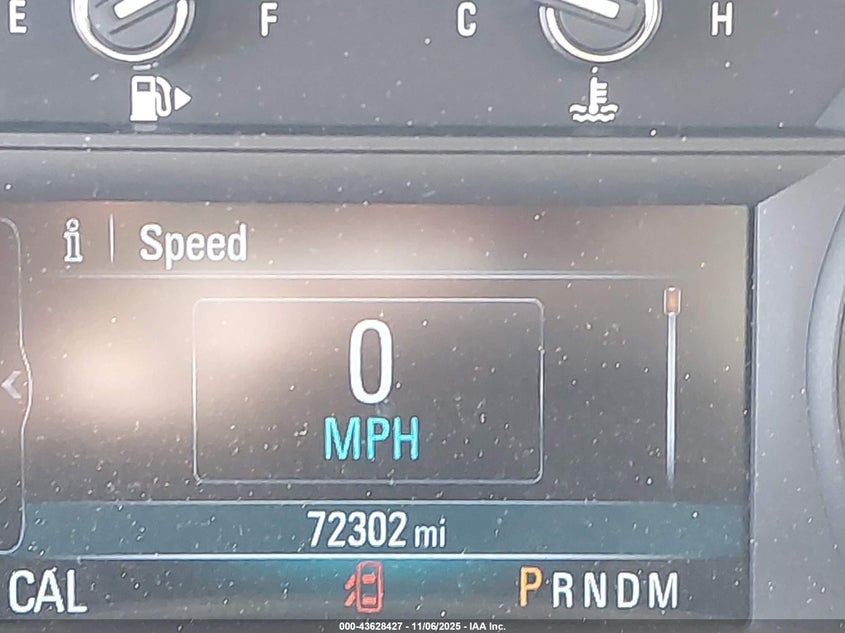 E F C H
i Speed
0
MPH
72302 mi
CAL PRNDM
000-43628427 - 11/06/2025 - IAA Inc.